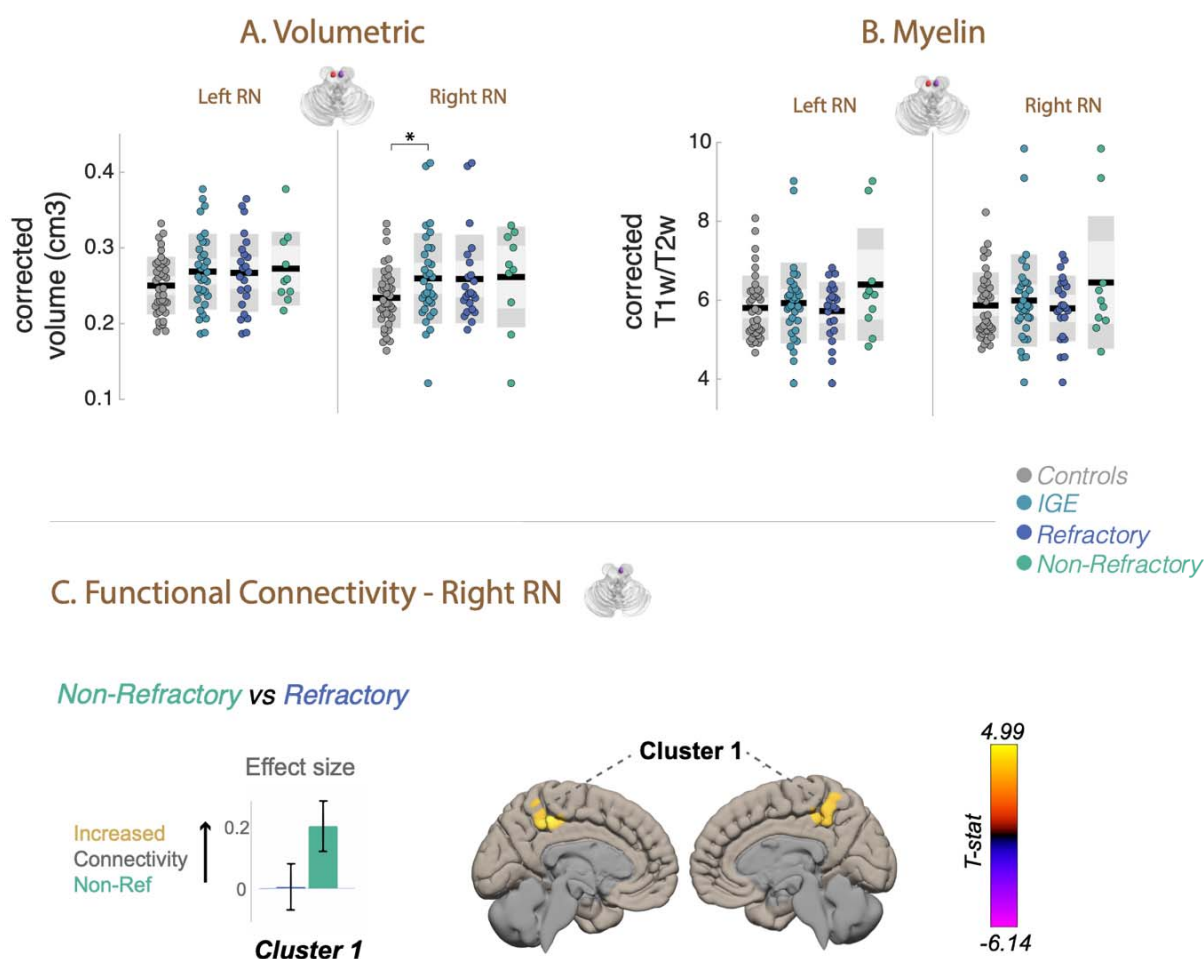 A. Volumetric
B. Myelin
Left RN
Right RN
Left RN
Right RN
*
0.4
0.3
0.2
0.1
corrected
volume (cm3)
10
8
6
4
corrected
T1w/T2w
Controls
IGE
Refractory
Non-Refractory
C. Functional Connectivity - Right RN
Non-Refractory vs Refractory
Effect size
Increased
Connectivity
Non-Ref
0.2
0
Cluster 1
Cluster 1
4.99
T-stat
-6.14